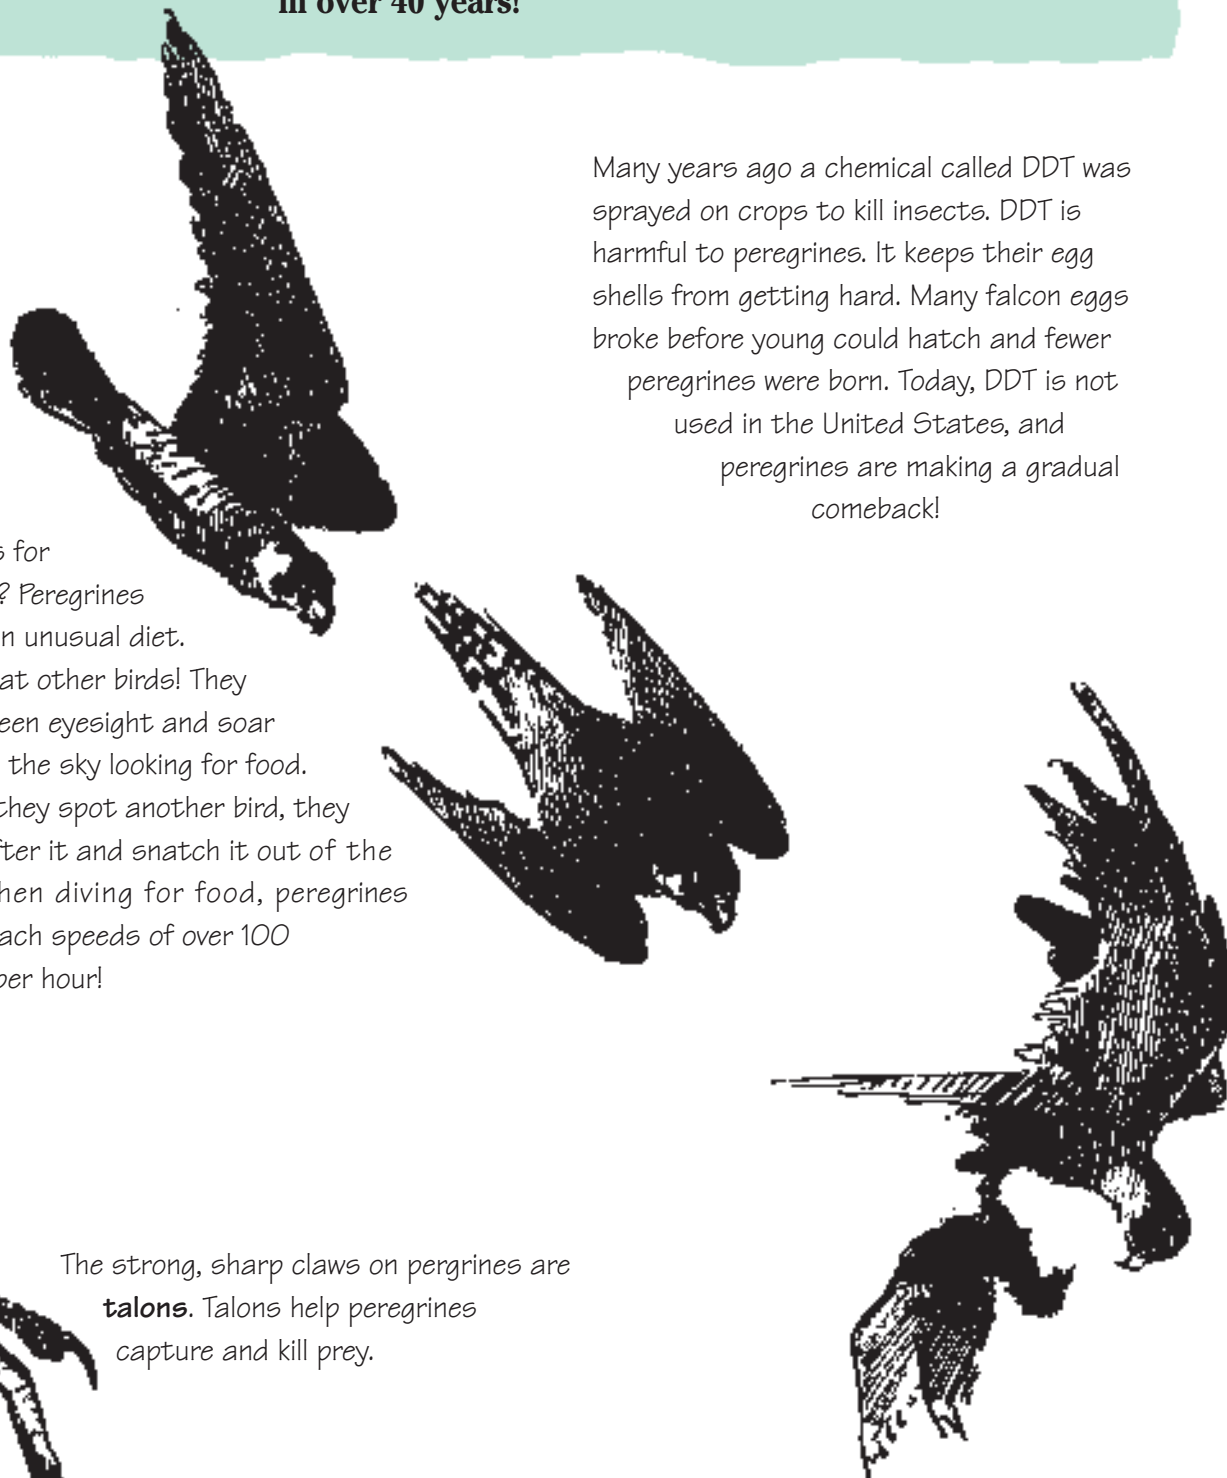 in over 40 years!
Many years ago a chemical called DDT was
sprayed on crops to kill insects. DDT is
harmful to peregrines. It keeps their egg
shells from getting hard. Many falcon eggs
broke before young could hatch and fewer
peregrines were born. Today, DDT is not
used in the United States, and
peregrines are making a gradual
comeback!
for
? Peregrines
unusual diet.
other birds! They
eyesight and soar
the sky looking for food.
they spot another bird, they
it and snatch it out of the
diving for food, peregrines
speeds of over 100
per hour!
The strong, sharp claws on pergrines are
talons. Talons help peregrines
capture and kill prey.